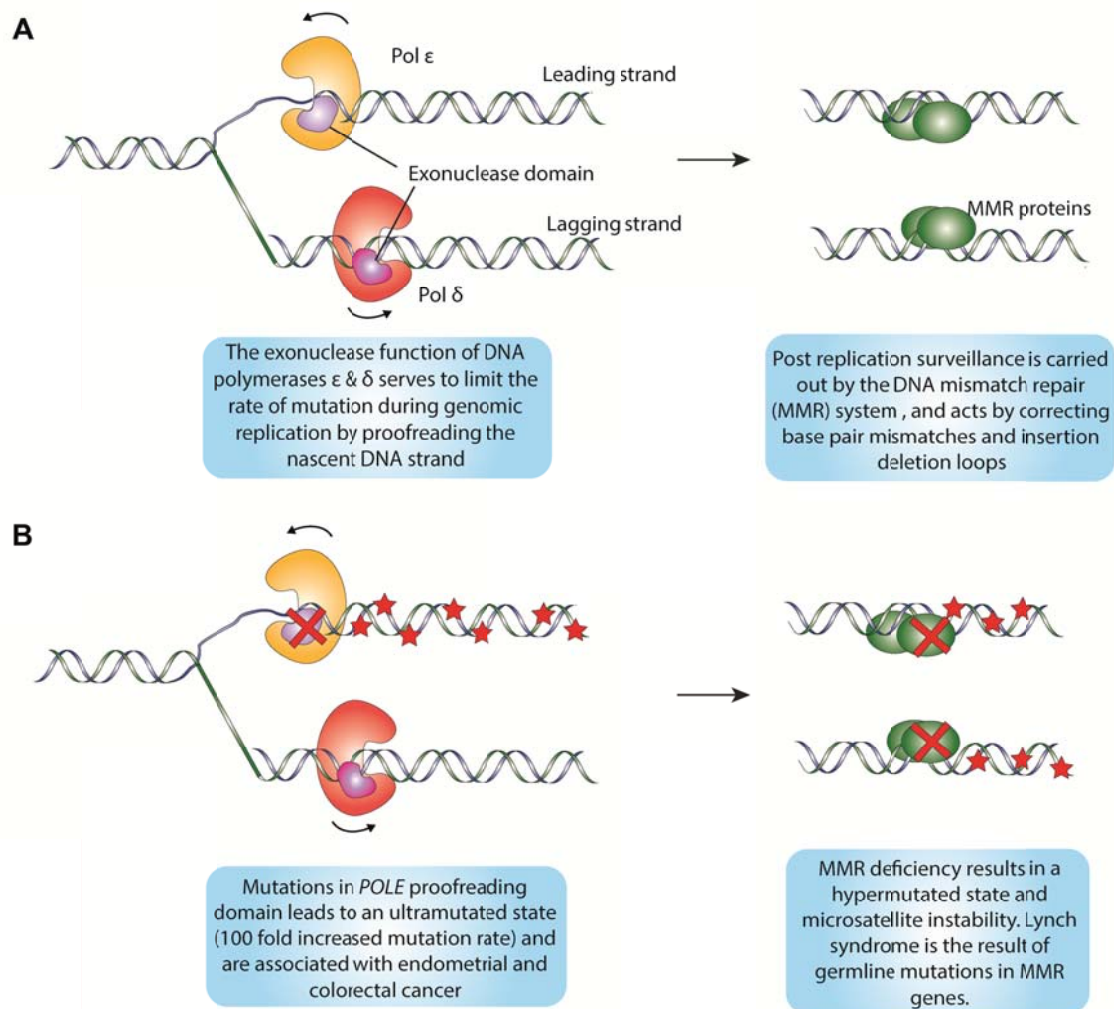 A
Pol ε
Leading strand
Exonuclease domain
Lagging strand
MMR proteins
Pol δ
The exonuclease function of DNA
polymerases ε & δ serves to limit the
rate of mutation during genomic
replication by proofreading the
nascent DNA strand
Post replication surveillance is carried
out by the DNA mismatch repair
(MMR) system , and acts by correcting
base pair mismatches and insertion
deletion loops
B
Mutations in POLE proofreading
domain leads to an ultramutated state
(100 fold increased mutation rate) and
are associated with endometrial and
colorectal cancer
MMR deficiency results in a
hypermutated state and
microsatellite instability. Lynch
syndrome is the result of
germline mutations in MMR
genes.